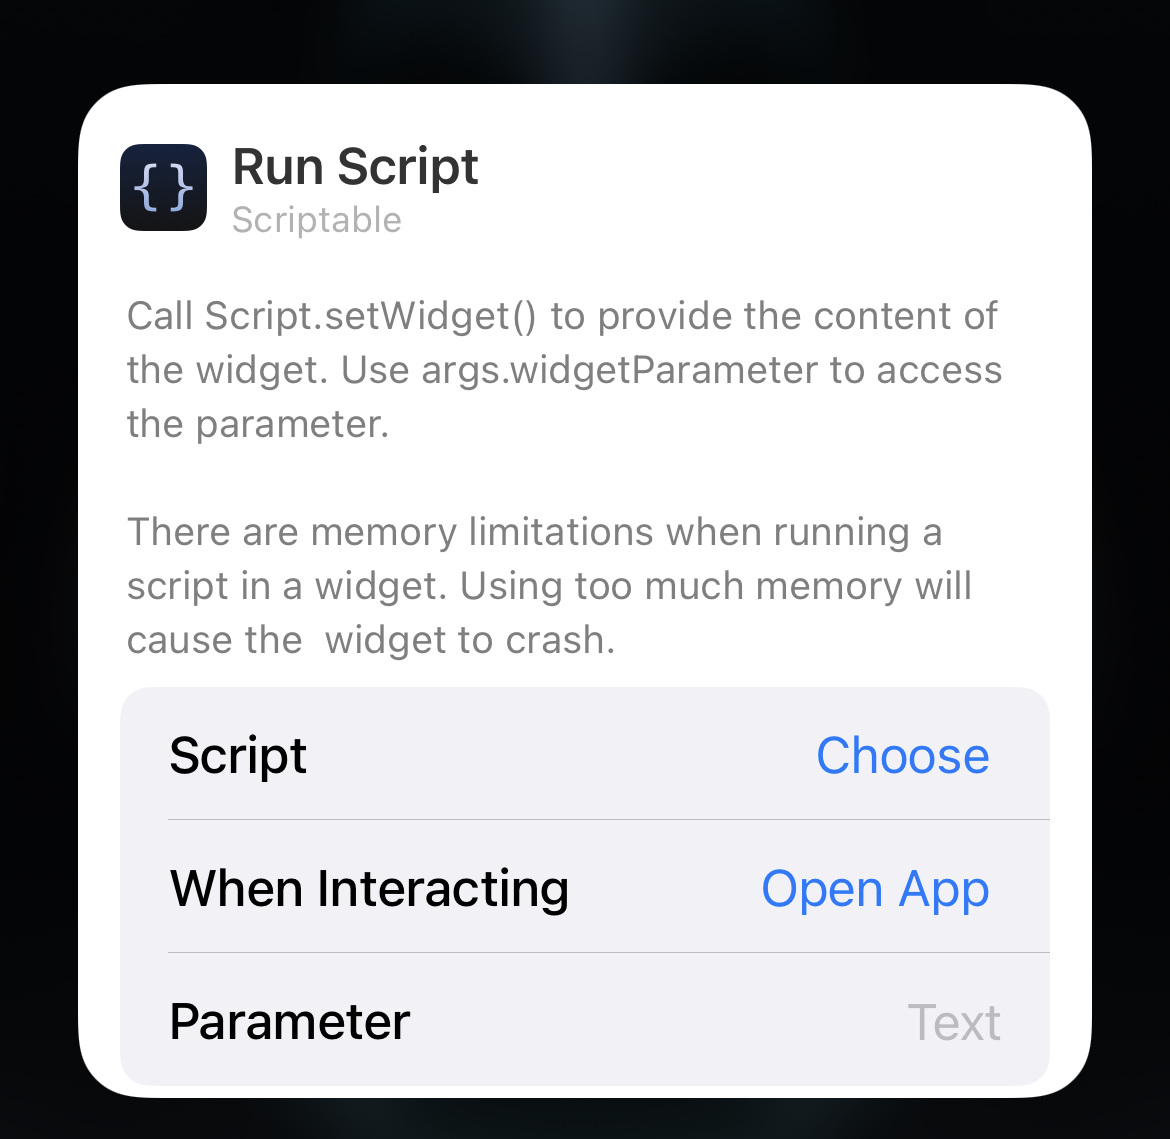 {}
Run Script
Scriptable
Call Script.setWidget() to provide the content of
the widget. Use args.widgetParameter to access
the parameter.
There are memory limitations when running a
script in a widget. Using too much memory will
cause the  widget to crash.
Script Choose
When Interacting Open App
Parameter Text